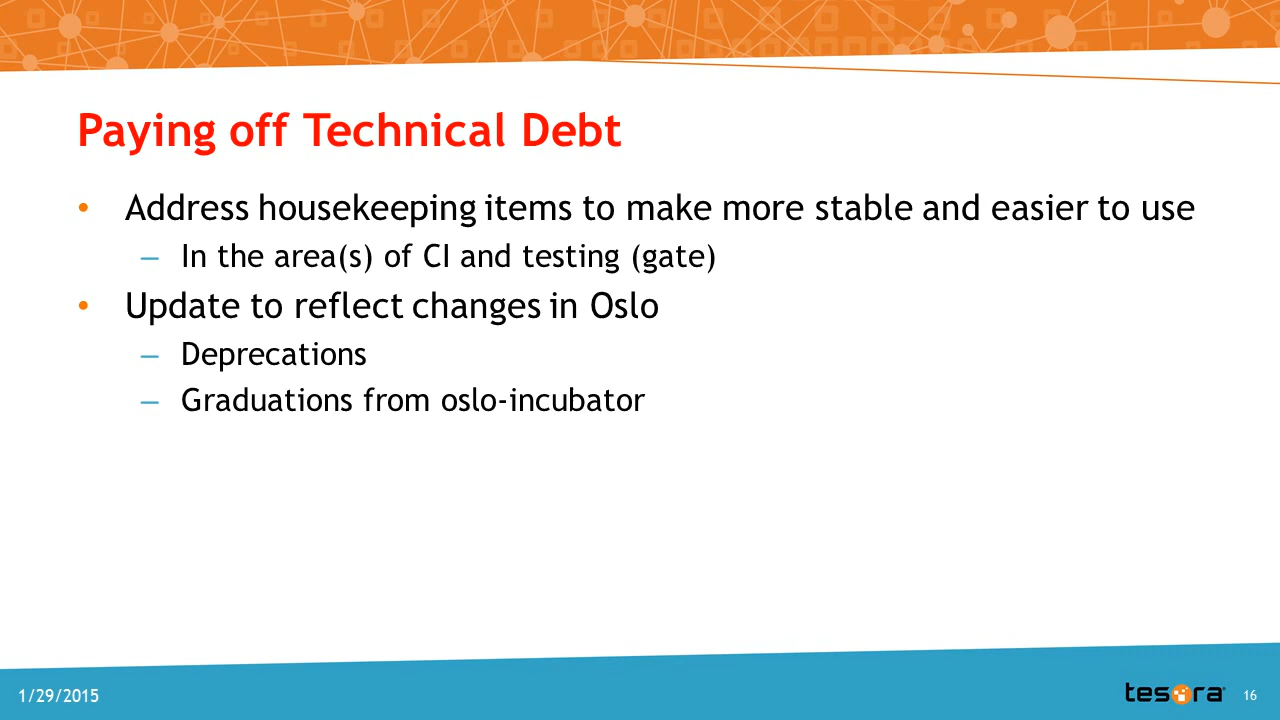 Paying off Technical Debt
• Address housekeeping items to make more stable and easier to use
– In the area(s) of CI and testing (gate)
• Update to reflect changes in Oslo
– Deprecations
– Graduations from oslo-incubator
1/29/2015
tesora
16